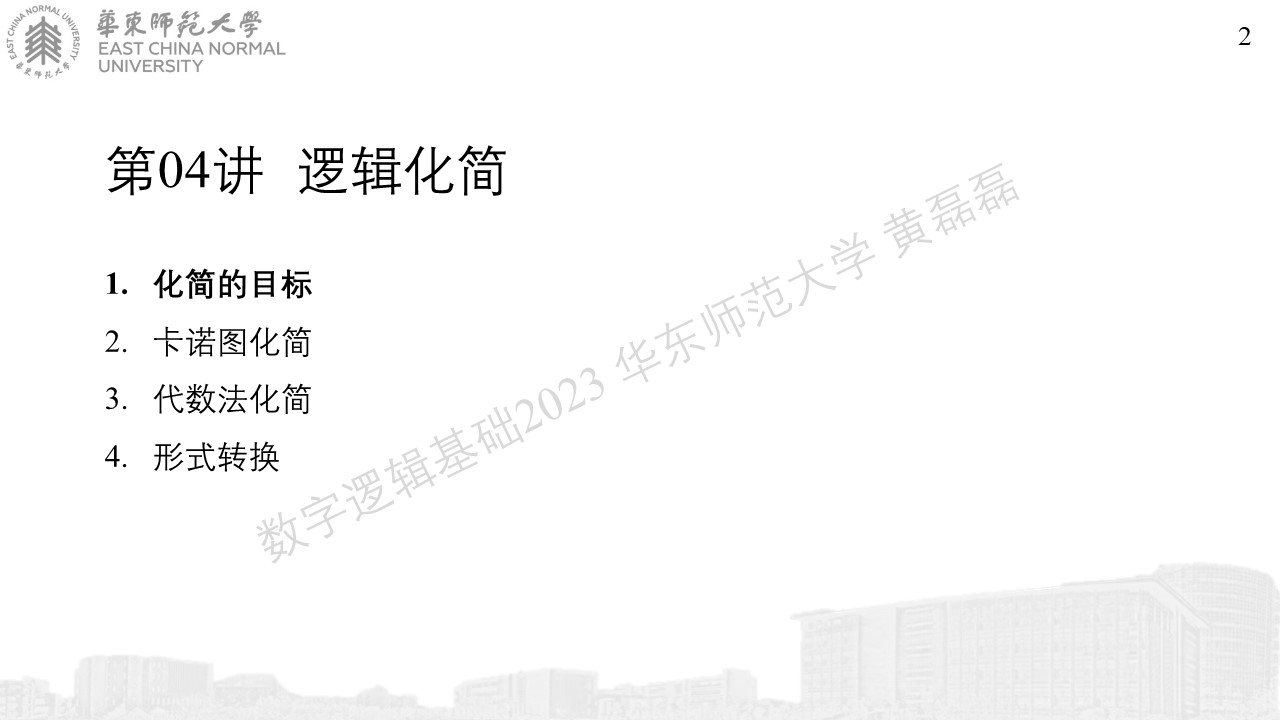 華東師範大學
EAST CHINA NORMAL
UNIVERSITY
EAST CHINA NORMAL UNIVERSITY
華東师范大学
2
第04讲 逻辑化简
1. 化简的目标
2. 卡诺图化简
3. 代数法化简
4. 形式转换
数字逻辑基础2023 华东师范大学 黄磊磊